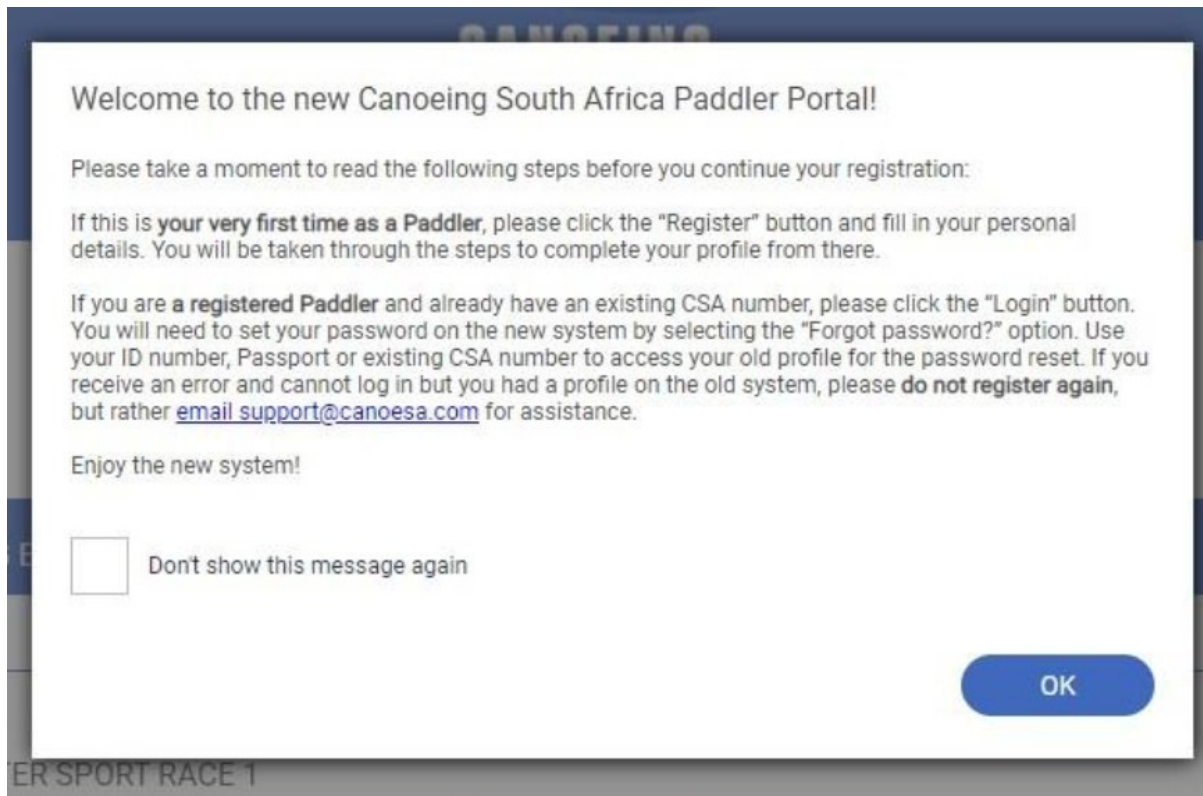 CANOEING
Welcome to the new Canoeing South Africa Paddler Portal!
Please take a moment to read the following steps before you continue your registration:
If this is your very first time as a Paddler, please click the “Register” button and fill in your personal
details. You will be taken through the steps to complete your profile from there.
If you are a registered Paddler and already have an existing CSA number, please click the “Login” button.
You will need to set your password on the new system by selecting the “Forgot password?” option. Use
your ID number, Passport or existing CSA number to access your old profile for the password reset. If you
receive an error and cannot log in but you had a profile on the old system, please do not register again,
but rather email support@canoesa.com for assistance.
Enjoy the new system!
Don't show this message again
OK
TER SPORT RACE 1